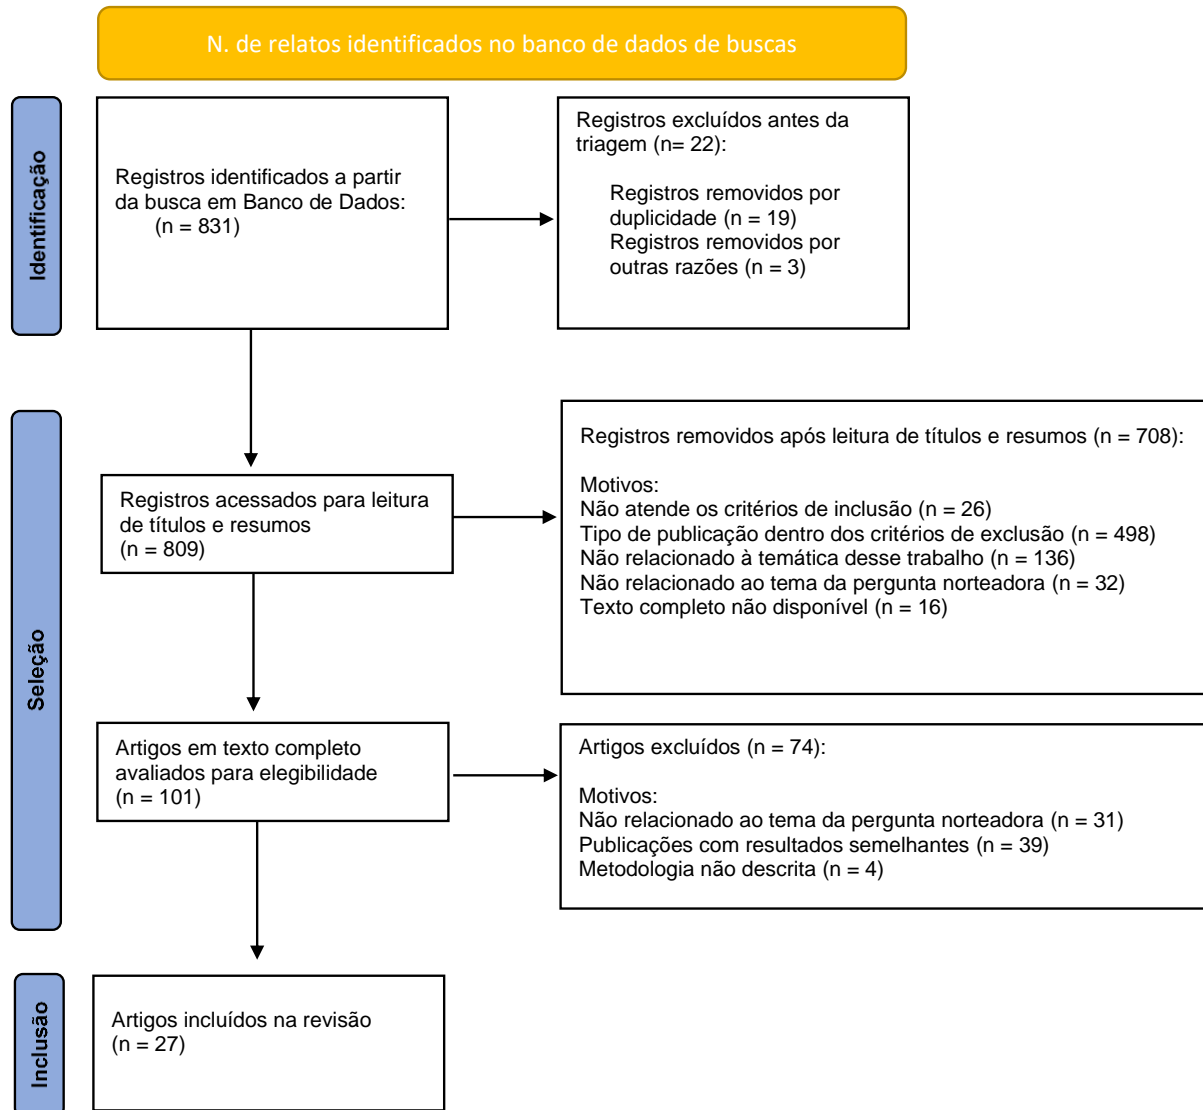 N. de relatos identificados no banco de dados de buscas
Identificação
Registros identificados a partir
da busca em Banco de Dados:
(n = 831)
Registros excluídos antes da
triagem (n= 22):
Registros removidos por
duplicidade (n = 19)
Registros removidos por
outras razões (n = 3)
Seleção
Registros acessados para leitura
de títulos e resumos
(n = 809)
Registros removidos após leitura de títulos e resumos (n = 708):
Motivos:
Não atende os critérios de inclusão (n = 26)
Tipo de publicação dentro dos critérios de exclusão (n = 498)
Não relacionado à temática desse trabalho (n = 136)
Não relacionado ao tema da pergunta norteadora (n = 32)
Texto completo não disponível (n = 16)
Artigos em texto completo
avaliados para elegibilidade
(n = 101)
Artigos excluídos (n = 74):
Motivos:
Não relacionado ao tema da pergunta norteadora (n = 31)
Publicações com resultados semelhantes (n = 39)
Metodologia não descrita (n = 4)
Inclusão
Artigos incluídos na revisão
(n = 27)